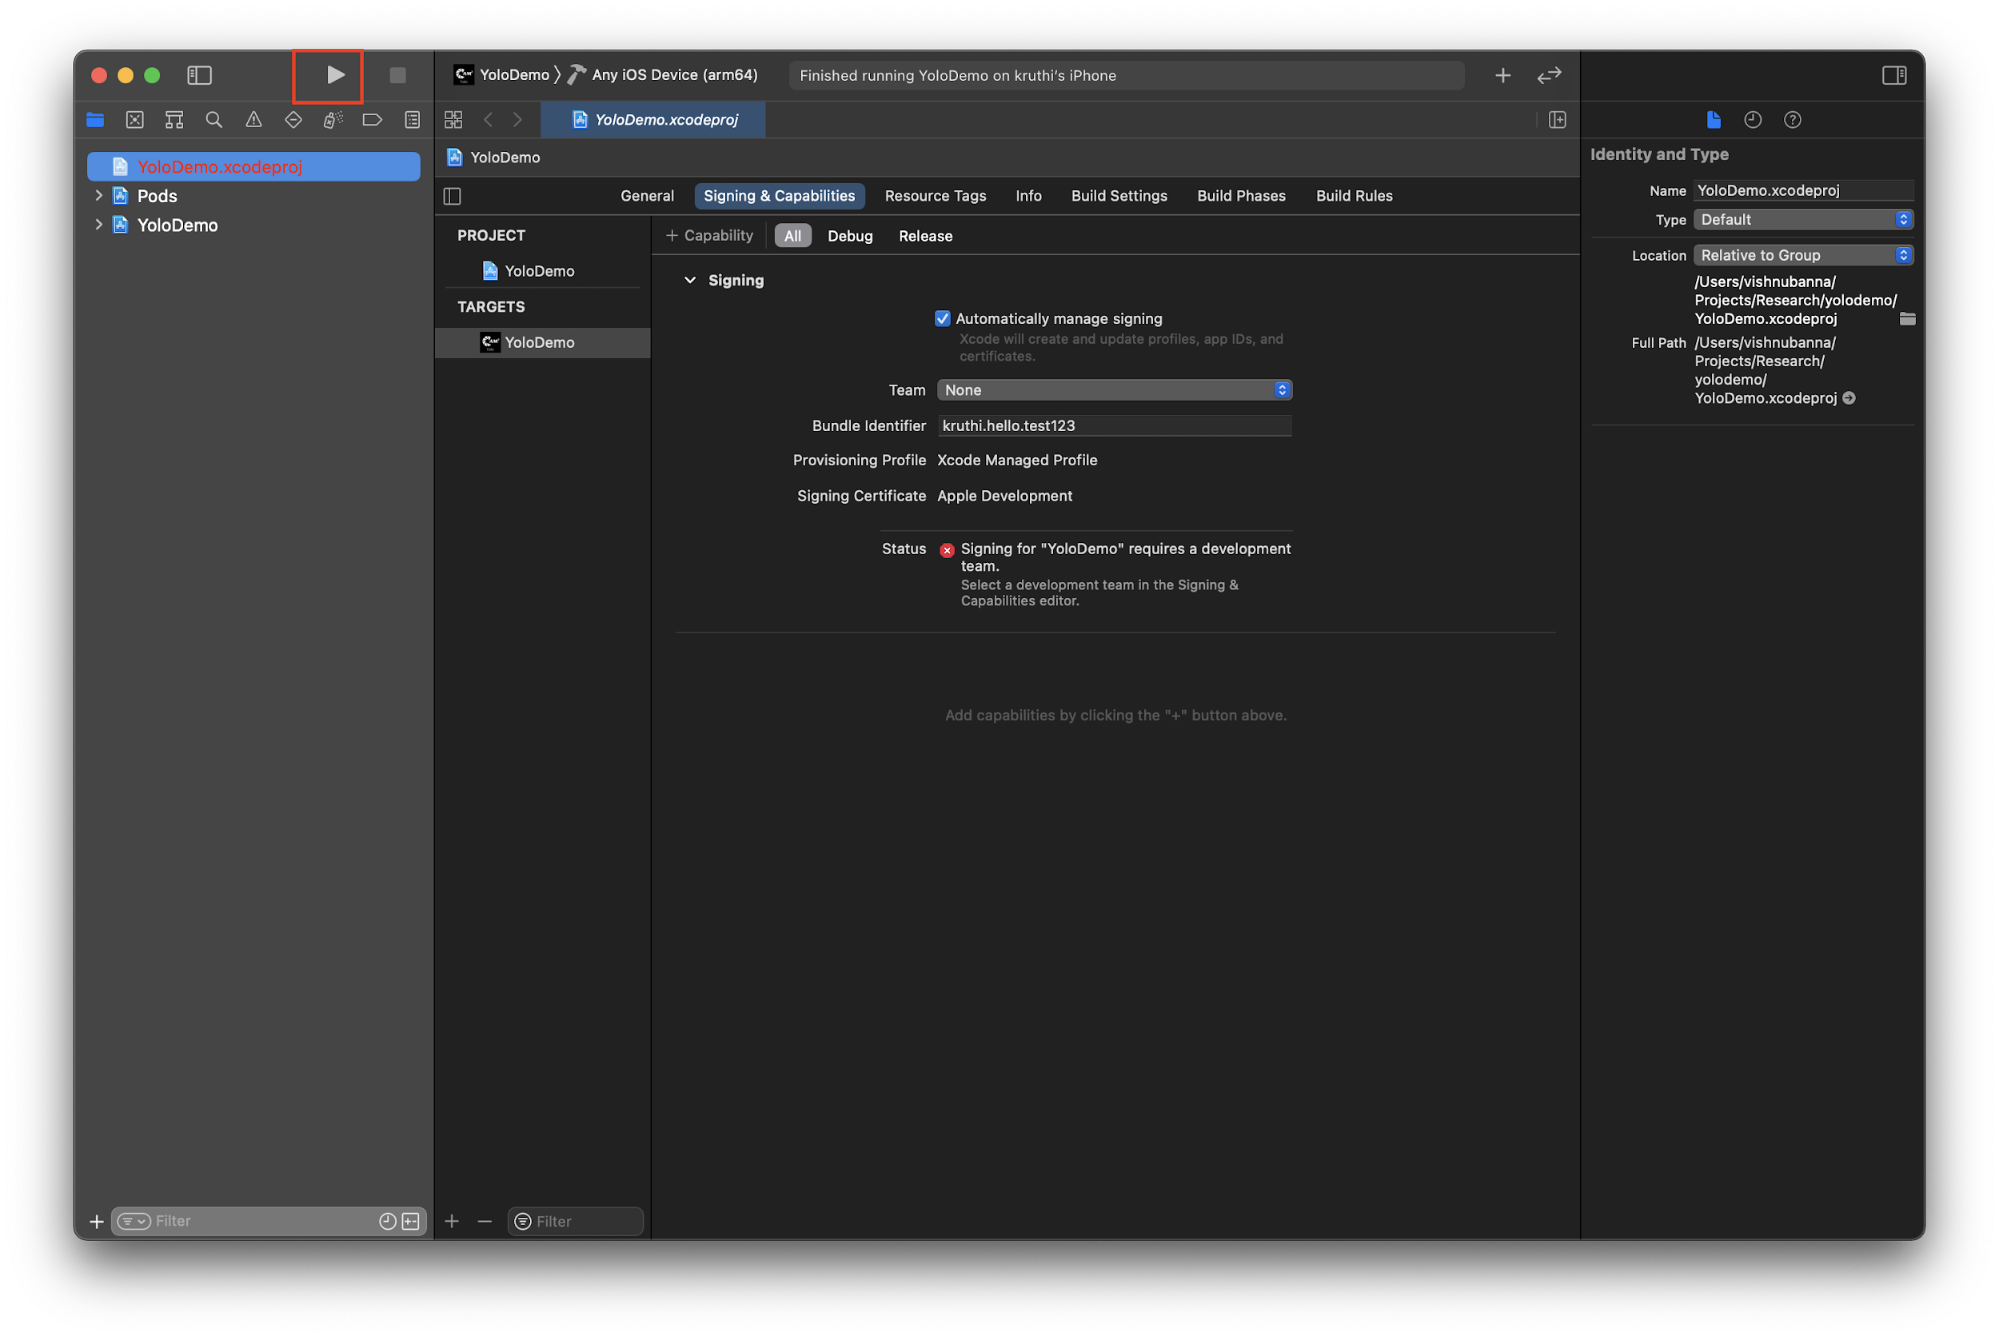 YoloDemo 〉 Any iOS Device (arm64)
Finished running YoloDemo on kruthi's iPhone
YoloDemo.xcodeproj
YoloDemo.xcodeproj
Pods
YoloDemo
Filter
YoloDemo
General
Signing & Capabilities
Resource Tags
Info
Build Settings
Build Phases
Build Rules
PROJECT
YoloDemo
TARGETS
YoloDemo
Filter
+ Capability
All
Debug
Release
Signing
Automatically manage signing
Xcode will create and update profiles, app IDs, and
certificates.
Team None
Bundle Identifier kruthi.hello.test123
Provisioning Profile Xcode Managed Profile
Signing Certificate Apple Development
Status Signing for "YoloDemo" requires a development
team.
Select a development team in the Signing &
Capabilities editor.
Add capabilities by clicking the "+" button above.
Identity and Type
Name YoloDemo.xcodeproj
Type Default
Location Relative to Group
/Users/vishnubanna/
Projects/Research/yolodemo/
YoloDemo.xcodeproj
Full Path /Users/vishnubanna/
Projects/Research/
yolodemo/
YoloDemo.xcodeproj